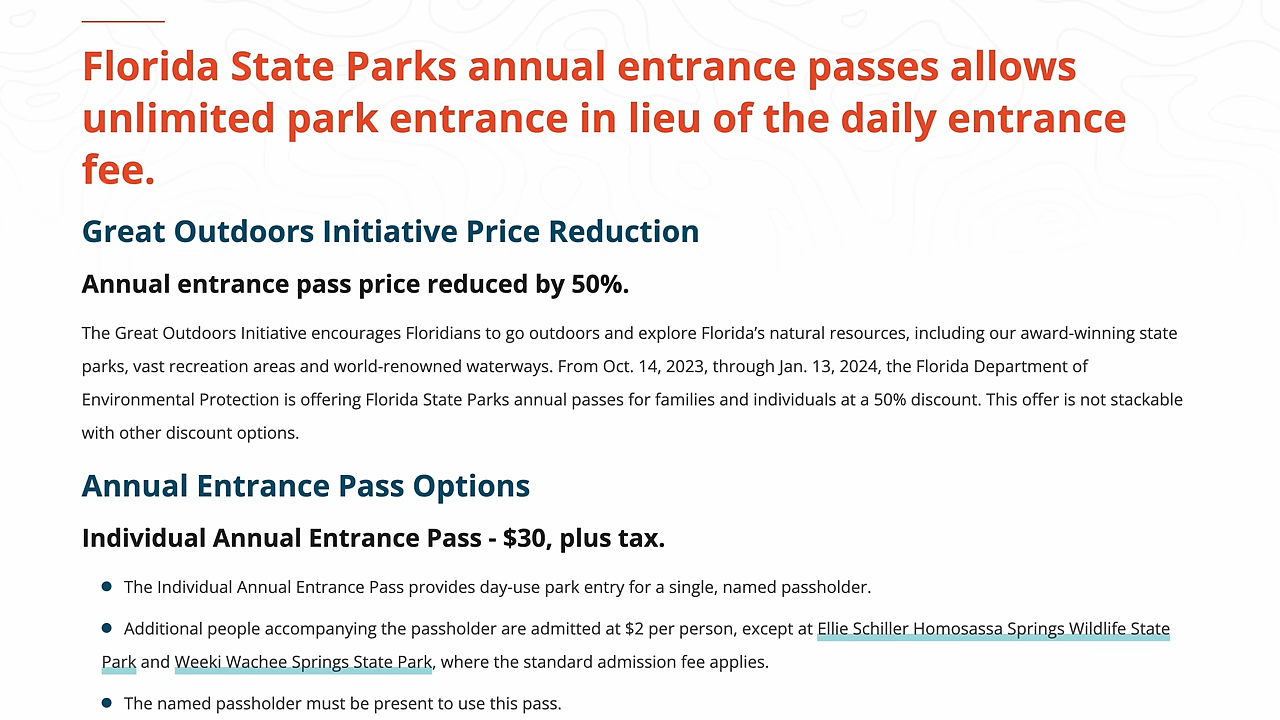 Florida State Parks annual entrance passes allows
unlimited park entrance in lieu of the daily entrance
fee.
Great Outdoors Initiative Price Reduction
Annual entrance pass price reduced by 50%.
The Great Outdoors Initiative encourages Floridians to go outdoors and explore Florida’s natural resources, including our award-winning state
parks, vast recreation areas and world-renowned waterways. From Oct. 14, 2023, through Jan. 13, 2024, the Florida Department of
Environmental Protection is offering Florida State Parks annual passes for families and individuals at a 50% discount. This offer is not stackable
with other discount options.
Annual Entrance Pass Options
Individual Annual Entrance Pass - $30, plus tax.
The Individual Annual Entrance Pass provides day-use park entry for a single, named passholder.
Additional people accompanying the passholder are admitted at $2 per person, except at Ellie Schiller Homosassa Springs Wildlife State
Park and Weeki Wachee Springs State Park, where the standard admission fee applies.
The named passholder must be present to use this pass.